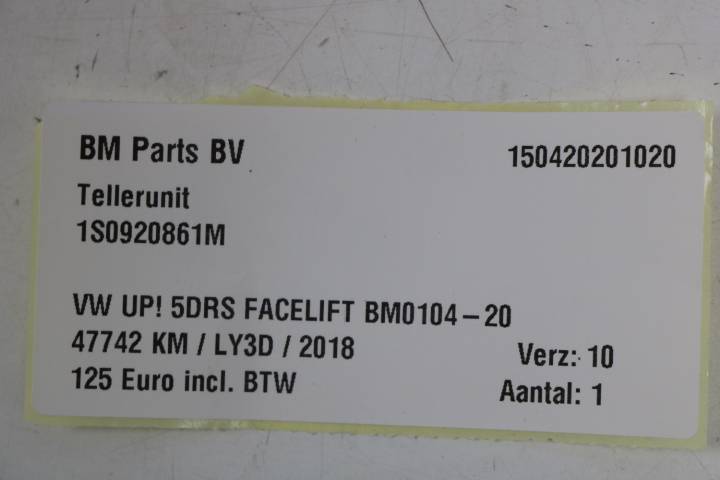 BM Parts BV 150420201020
Tellerunit
1S0920861M
VW UP! 5DRS FACELIFT BM0104-20
47742 KM / LY3D / 2018 Verz: 10
125 Euro incl. BTW Aantal: 1